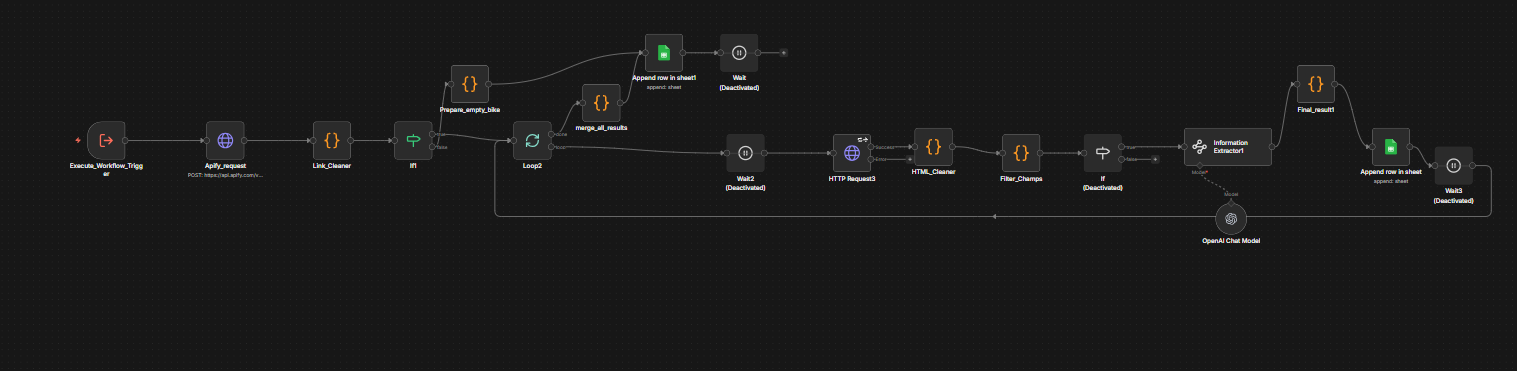 Append row in sheet1
append: sheet
Wait
(Deactivated)
Prepare_empty_bike
merge_all_results
Final_result1
Execute_Workflow_Trigg
er
Apify_request
POST: https://api.apify.com/v...
Link_Cleaner
If1
true
false
Loop2
done
loop
Wait2
(Deactivated)
HTTP Request3
Success
Error
HTML_Cleaner
Filter_Champs
If
(Deactivated)
true
false
Information
Extractor1
Model*
Model
OpenAI Chat Model
Append row in sheet
append: sheet
Wait3
(Deactivated)